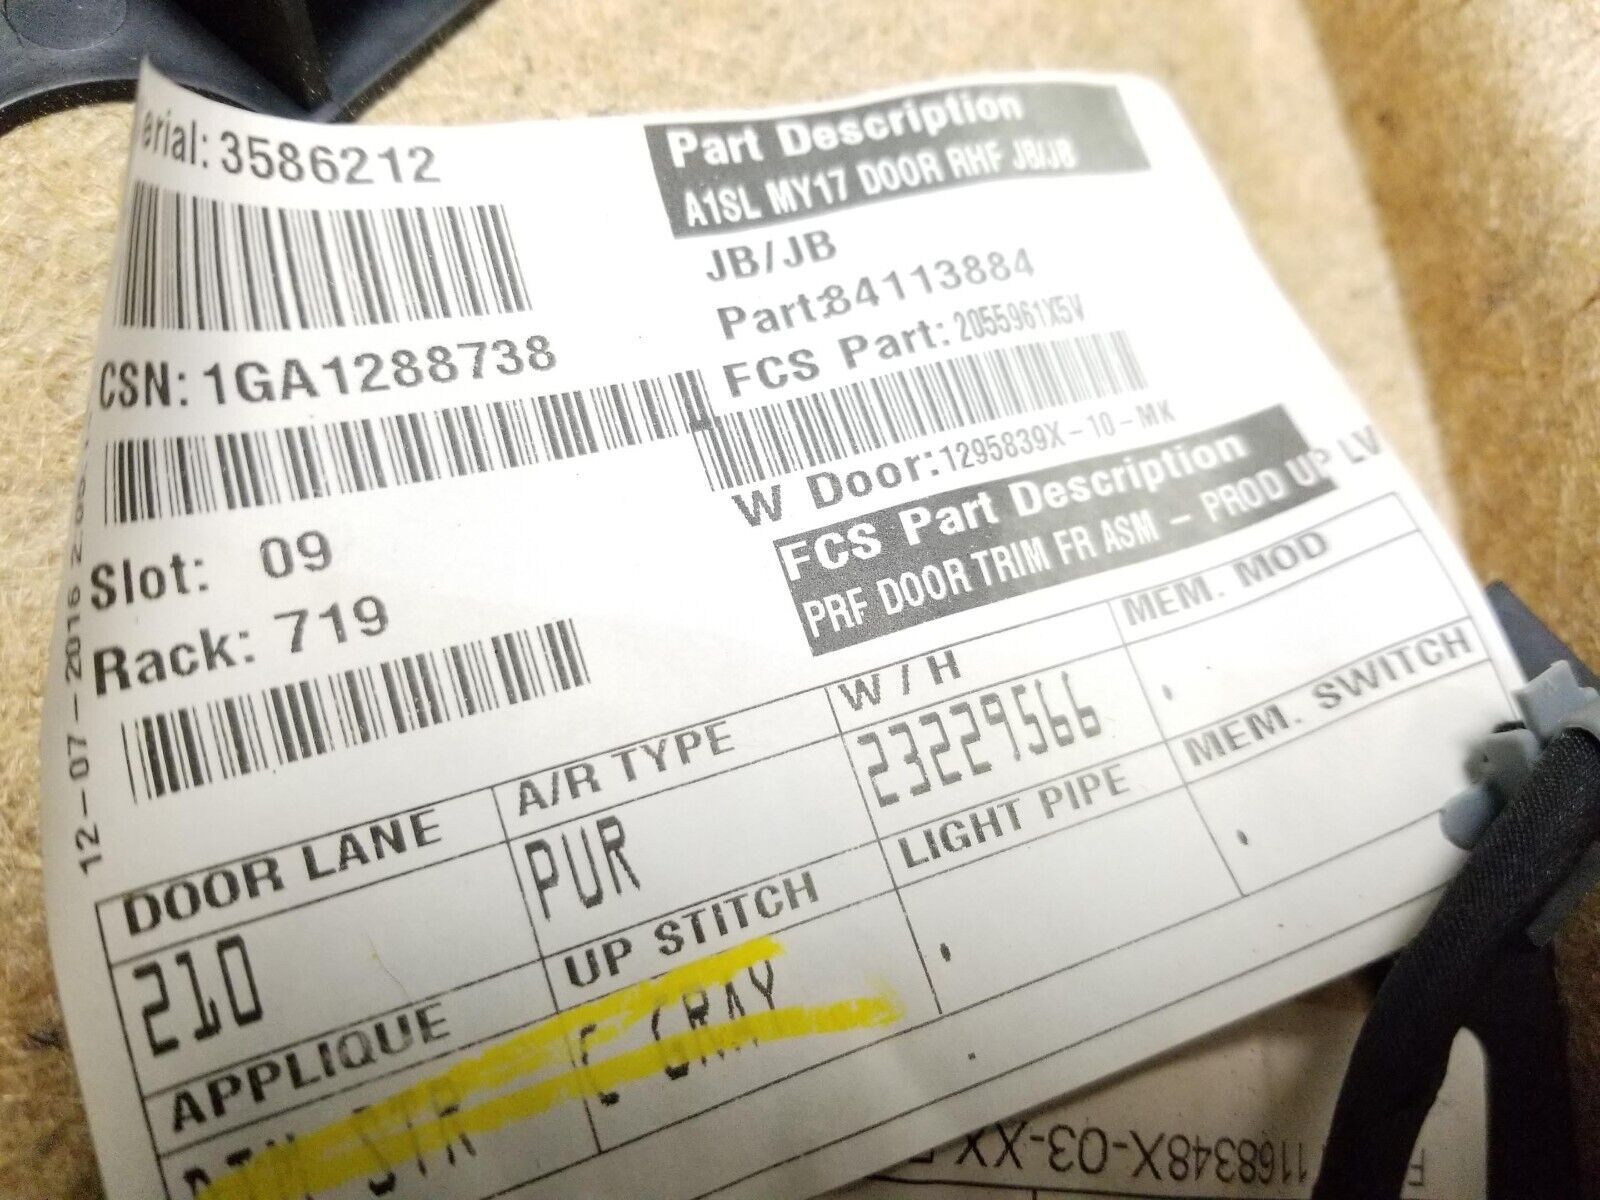 erial: 3586212
CSN: 1GA1288738
Slot: 09
Rack: 719
12-07-2016
Part Description
A1SL MY17 DOOR RHF JB/JB
JB/JB
Part:84113884
FCS Part: 2055961X5V
W Door: 1295839X-10-MK
FCS Part Description
PRF DOOR TRIM FR ASM - PROD UP LV
DOOR LANE
210
A/R TYPE
PUR
W / H
23229566
MEM. MOD
.
APPLIQUE
STR
UP STITCH
E GRAY
LIGHT PIPE
.
MEM. SWITCH
.
1168348X-03-XX